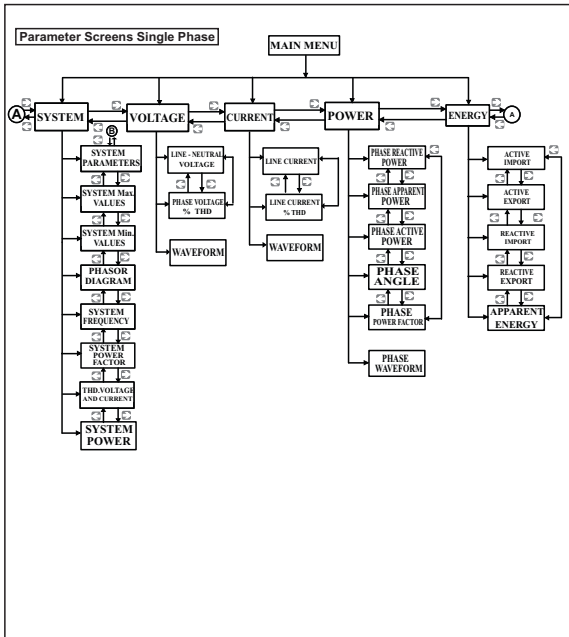 Parameter Screens Single Phase
MAIN MENU
A
SYSTEM
VOLTAGE
CURRENT
POWER
ENERGY
A
B
SYSTEM
PARAMETERS
SYSTEM Max.
VALUES
SYSTEM Min.
VALUES
PHASOR
DIAGRAM
SYSTEM
FREQUENCY
SYSTEM
POWER
FACTOR
THD.VOLTAGE
AND CURRENT
SYSTEM
POWER
LINE - NEUTRAL
VOLTAGE
PHASE VOLTAGE
% THD
WAVEFORM
LINE CURRENT
LINE CURRENT
% THD
WAVEFORM
PHASE REACTIVE
POWER
PHASE APPARENT
POWER
PHASE ACTIVE
POWER
PHASE
ANGLE
PHASE
POWER FACTOR
PHASE
WAVEFORM
ACTIVE
IMPORT
ACTIVE
EXPORT
REACTIVE
IMPORT
REACTIVE
EXPORT
APPARENT
ENERGY